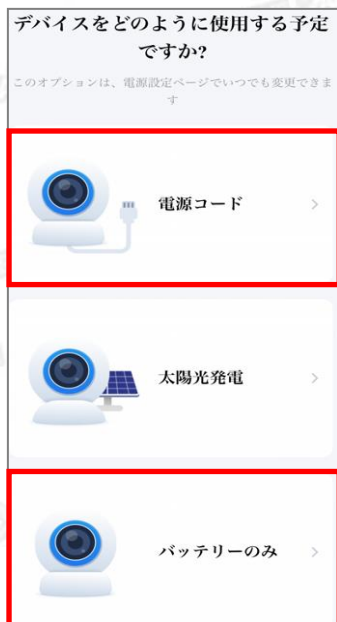 デバイスをどのように使用する予定
ですか?
このオプションは、電源設定ページでいつでも変更できま
す
電源コード
太陽光発電
バッテリーのみ